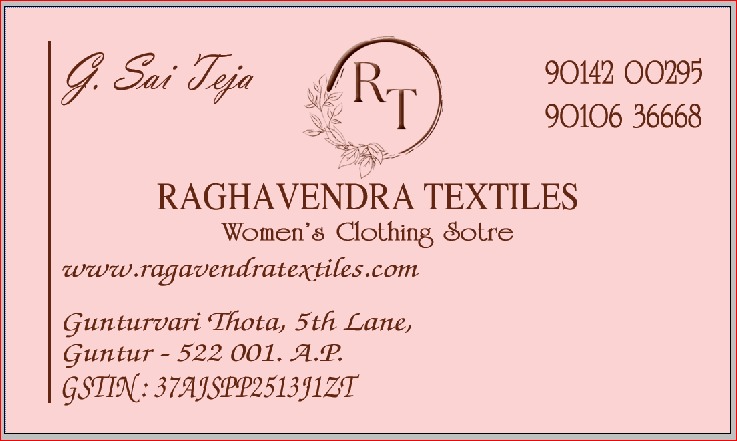 G. Sai Teja
RT
90142 00295
90106 36668
RAGHAVENDRA TEXTILES
Women's Clothing Sotre
www.ragavendratextiles.com
Gunturvari Thota, 5th Lane,
Guntur - 522 001. A.P.
GSTIN : 37AJSPP2513J1ZT